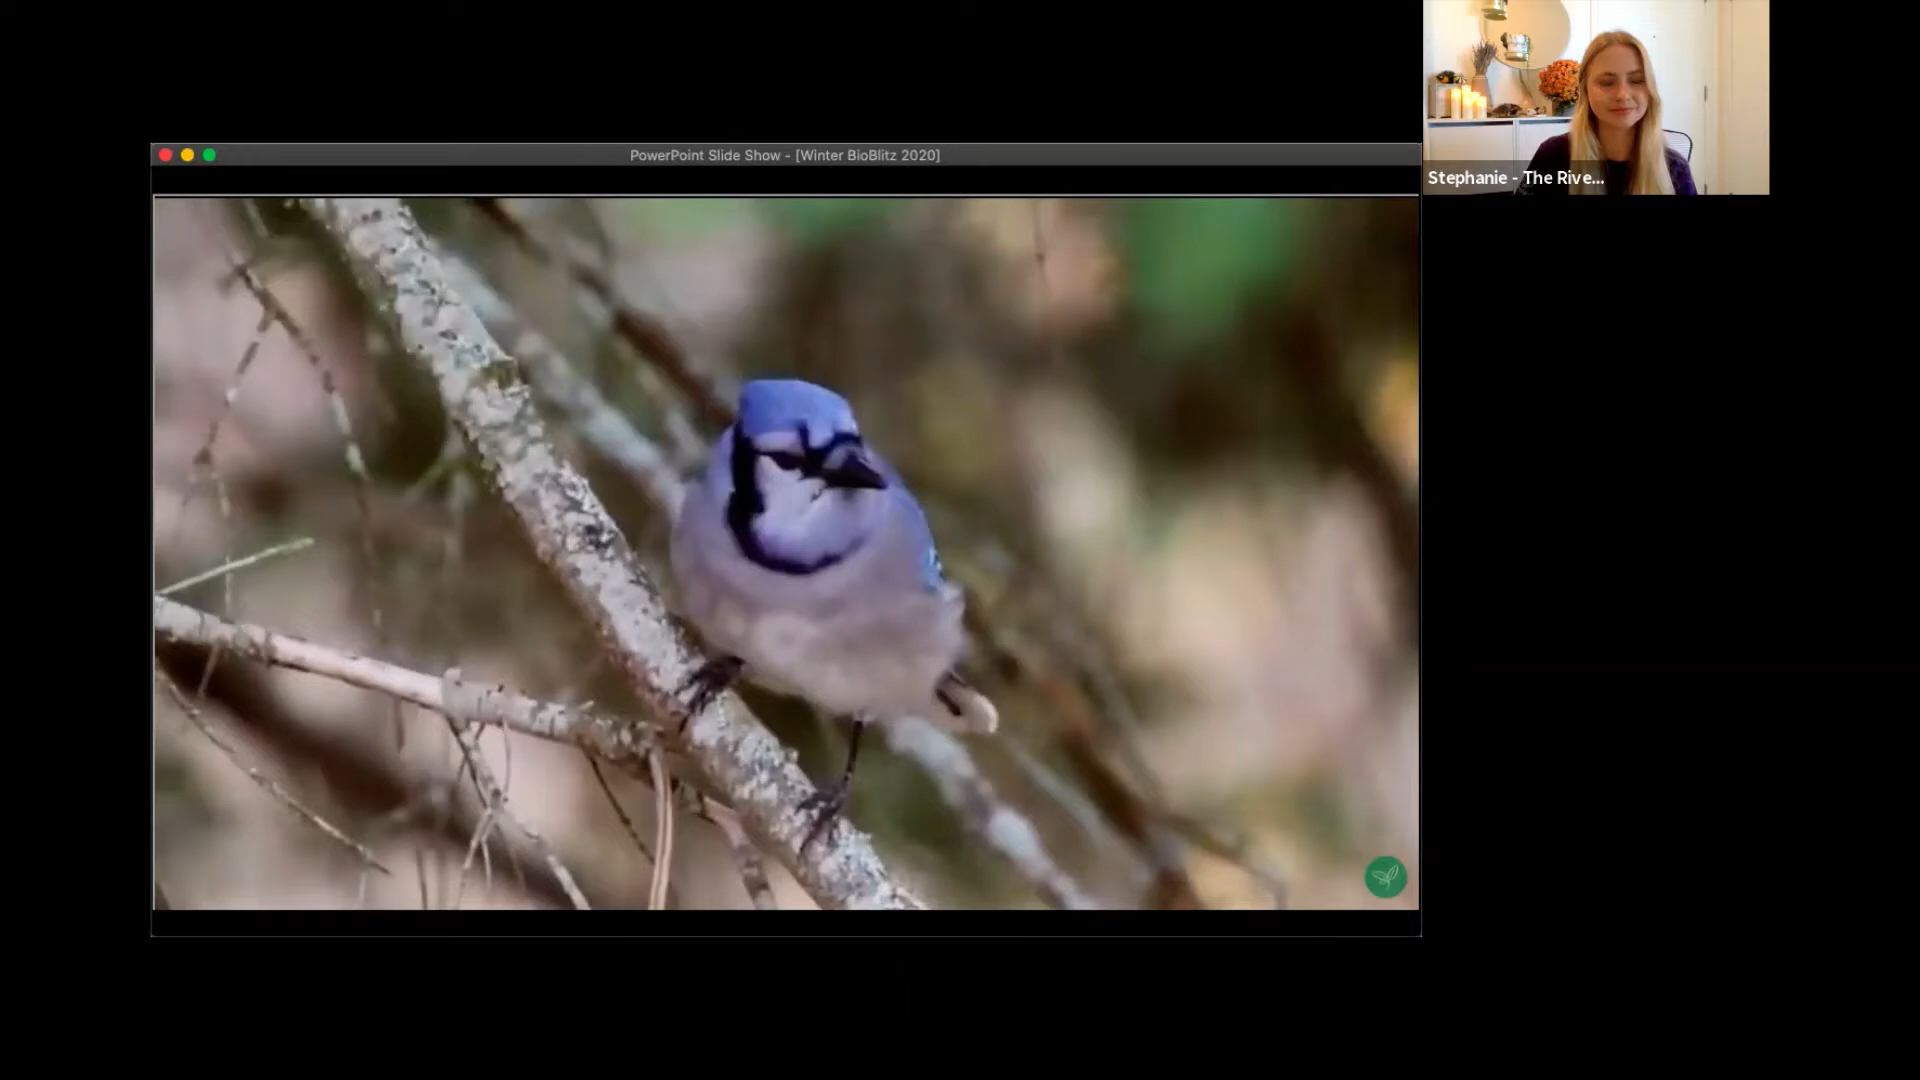 PowerPoint Slide Show - [Winter BioBlitz 2020]
Stephanie - The Rive...